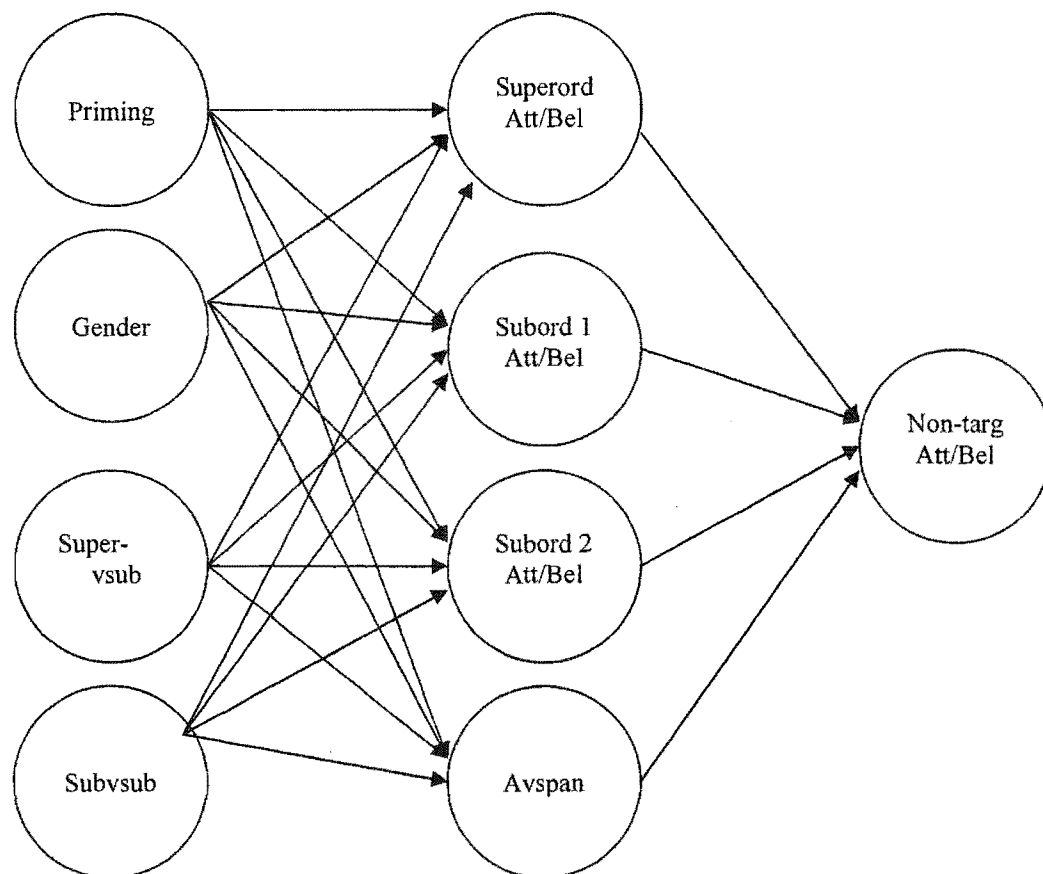 Priming
Superord
Att/Bel
Gender
Subord 1
Att/Bel
Non-targ
Att/Bel
Super-
vsub
Subord 2
Att/Bel
Subvsub
Avspan